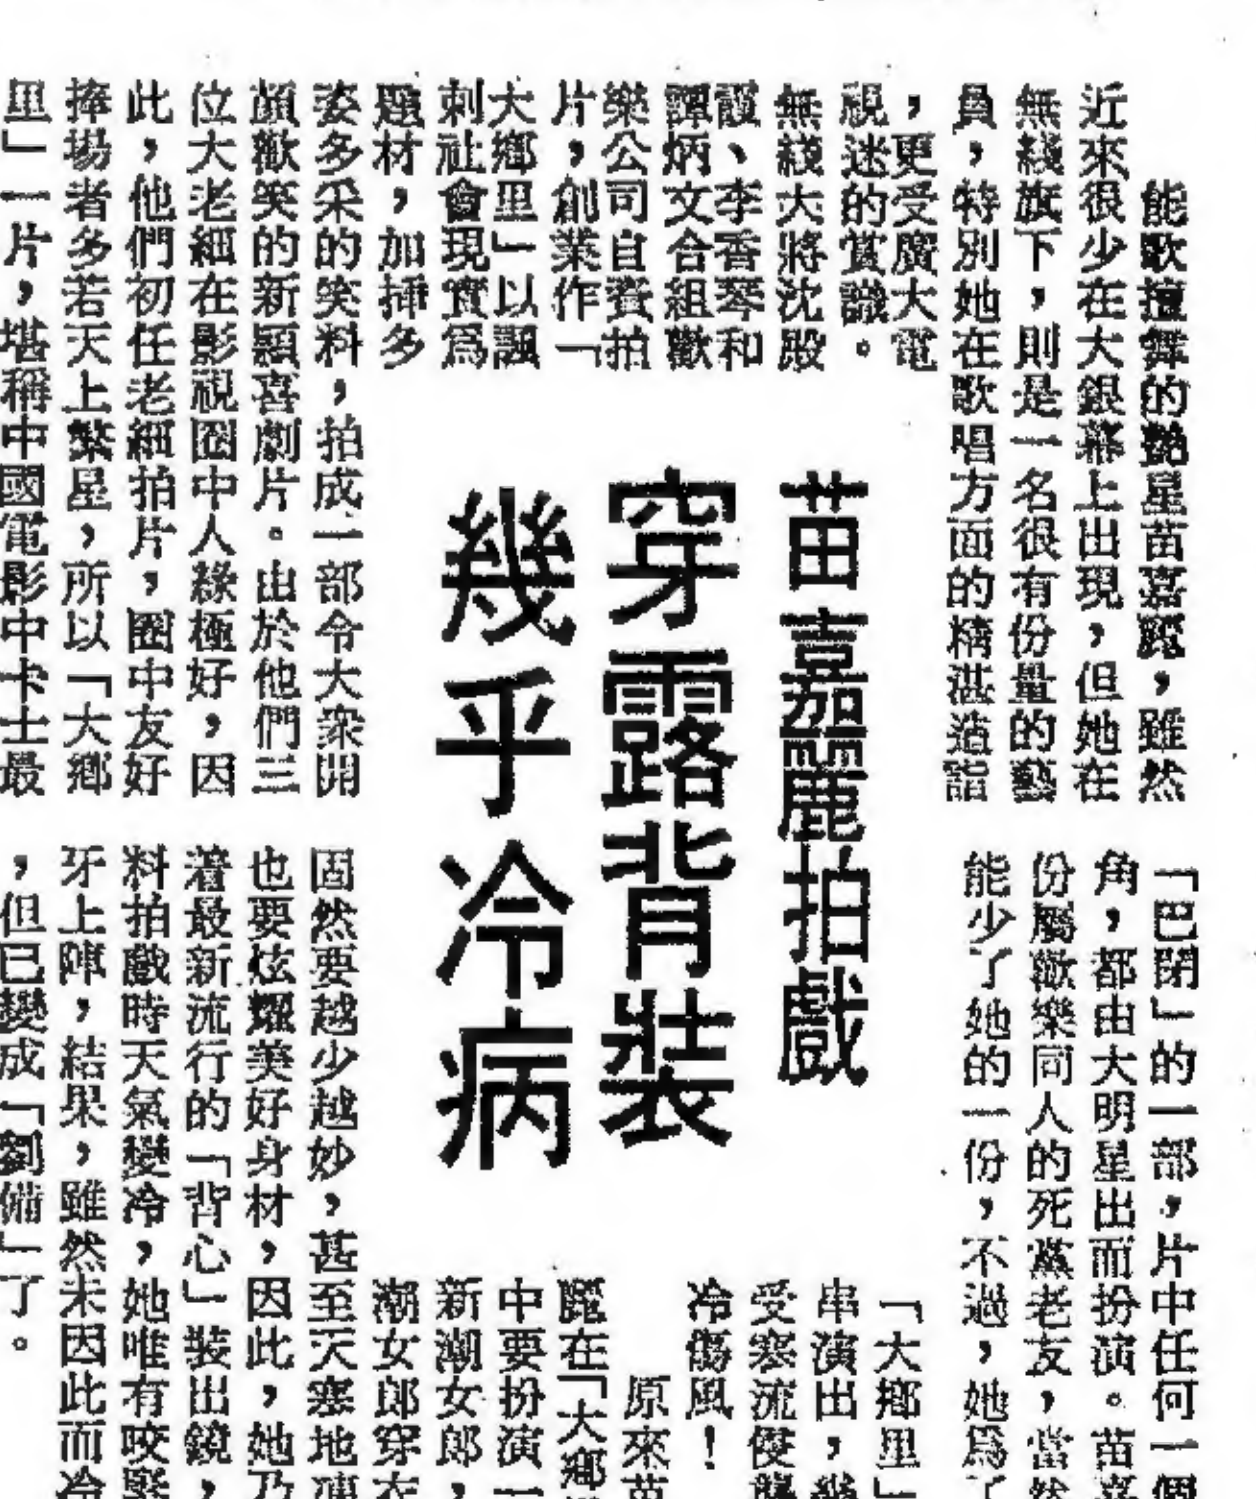 苗嘉麗拍戲
穿露背裝
幾乎冷病
能歌擅舞的艷星苗嘉麗，雖然
近來很少在大銀幕上出現，但她在
無綫旗下，則是一名很有份量的藝
員，特別她在歌唱方面的精湛造詣
，更受廣大電
視迷的賞識。
無綫大將沈殿
霞、李香琴和
譚炳文合組歡
樂公司自資拍
片，創業作「
大鄉里」以諷
刺社會現實爲
題材，加揷多
姿多采的笑料，拍成一部令大衆開
顏歡笑的新穎喜劇片。由於他們三
位大老細在影視圈中人緣極好，因
此，他們初任老細拍片，圈中友好
捧場者多若天上繁星，所以「大鄉
里」一片，堪稱中國電影中卡士最
「巴閉」的一部，片中任何一個
角，都由大明星出而扮演。苗嘉
份屬歡樂同人的死黨老友，當然
能少了她的一份，不過，她爲了
「大鄉里」
串演出，幾
受寒流侵襲
冷傷風！
原來苗
麗在「大鄉
中要扮演一
新潮女郎，
潮女郎穿衣
固然要越少越妙，甚至天寒地凍
也要炫耀美好身材，因此，她乃
着最新流行的「背心」裝出鏡，
料拍戲時天氣變冷，她唯有咬緊
牙上陣，結果，雖然未因此而冷
，但已變成「劉備」了。